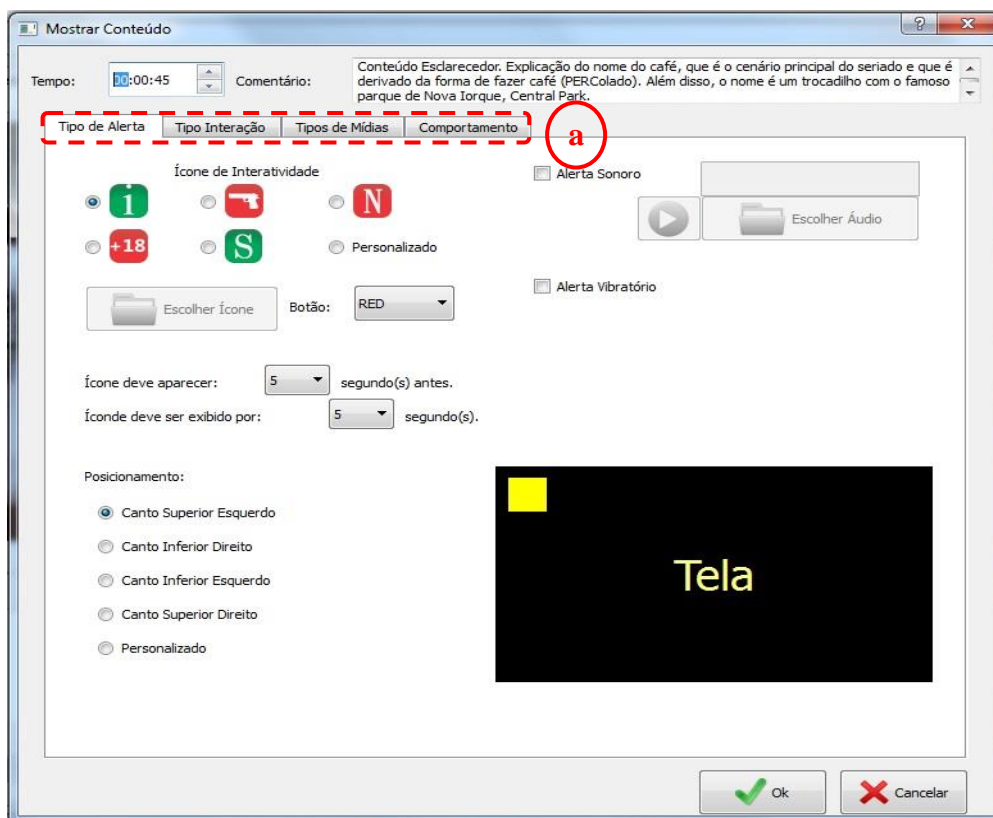 Mostrar Conteúdo
Tempo: 00:00:45 Comentário:
Conteúdo Esclarecedor. Explicação do nome do café, que é o cenário principal do seriado e que é
derivado da forma de fazer café (PERColado). Além disso, o nome é um trocadilho com o famoso
parque de Nova Iorque, Central Park.
Tipo de Alerta Tipo Interação Tipos de Mídias Comportamento
a
Ícone de Interatividade
i N
+18 S Personalizado
Escolher Ícone Botão: RED
Alerta Sonoro
Escolher Áudio
Alerta Vibratório
Ícone deve aparecer: 5 segundo(s) antes.
Íconde deve ser exibido por: 5 segundo(s).
Posicionamento:
Canto Superior Esquerdo
Canto Inferior Direito
Canto Inferior Esquerdo
Canto Superior Direito
Personalizado
Tela
Ok Cancelar